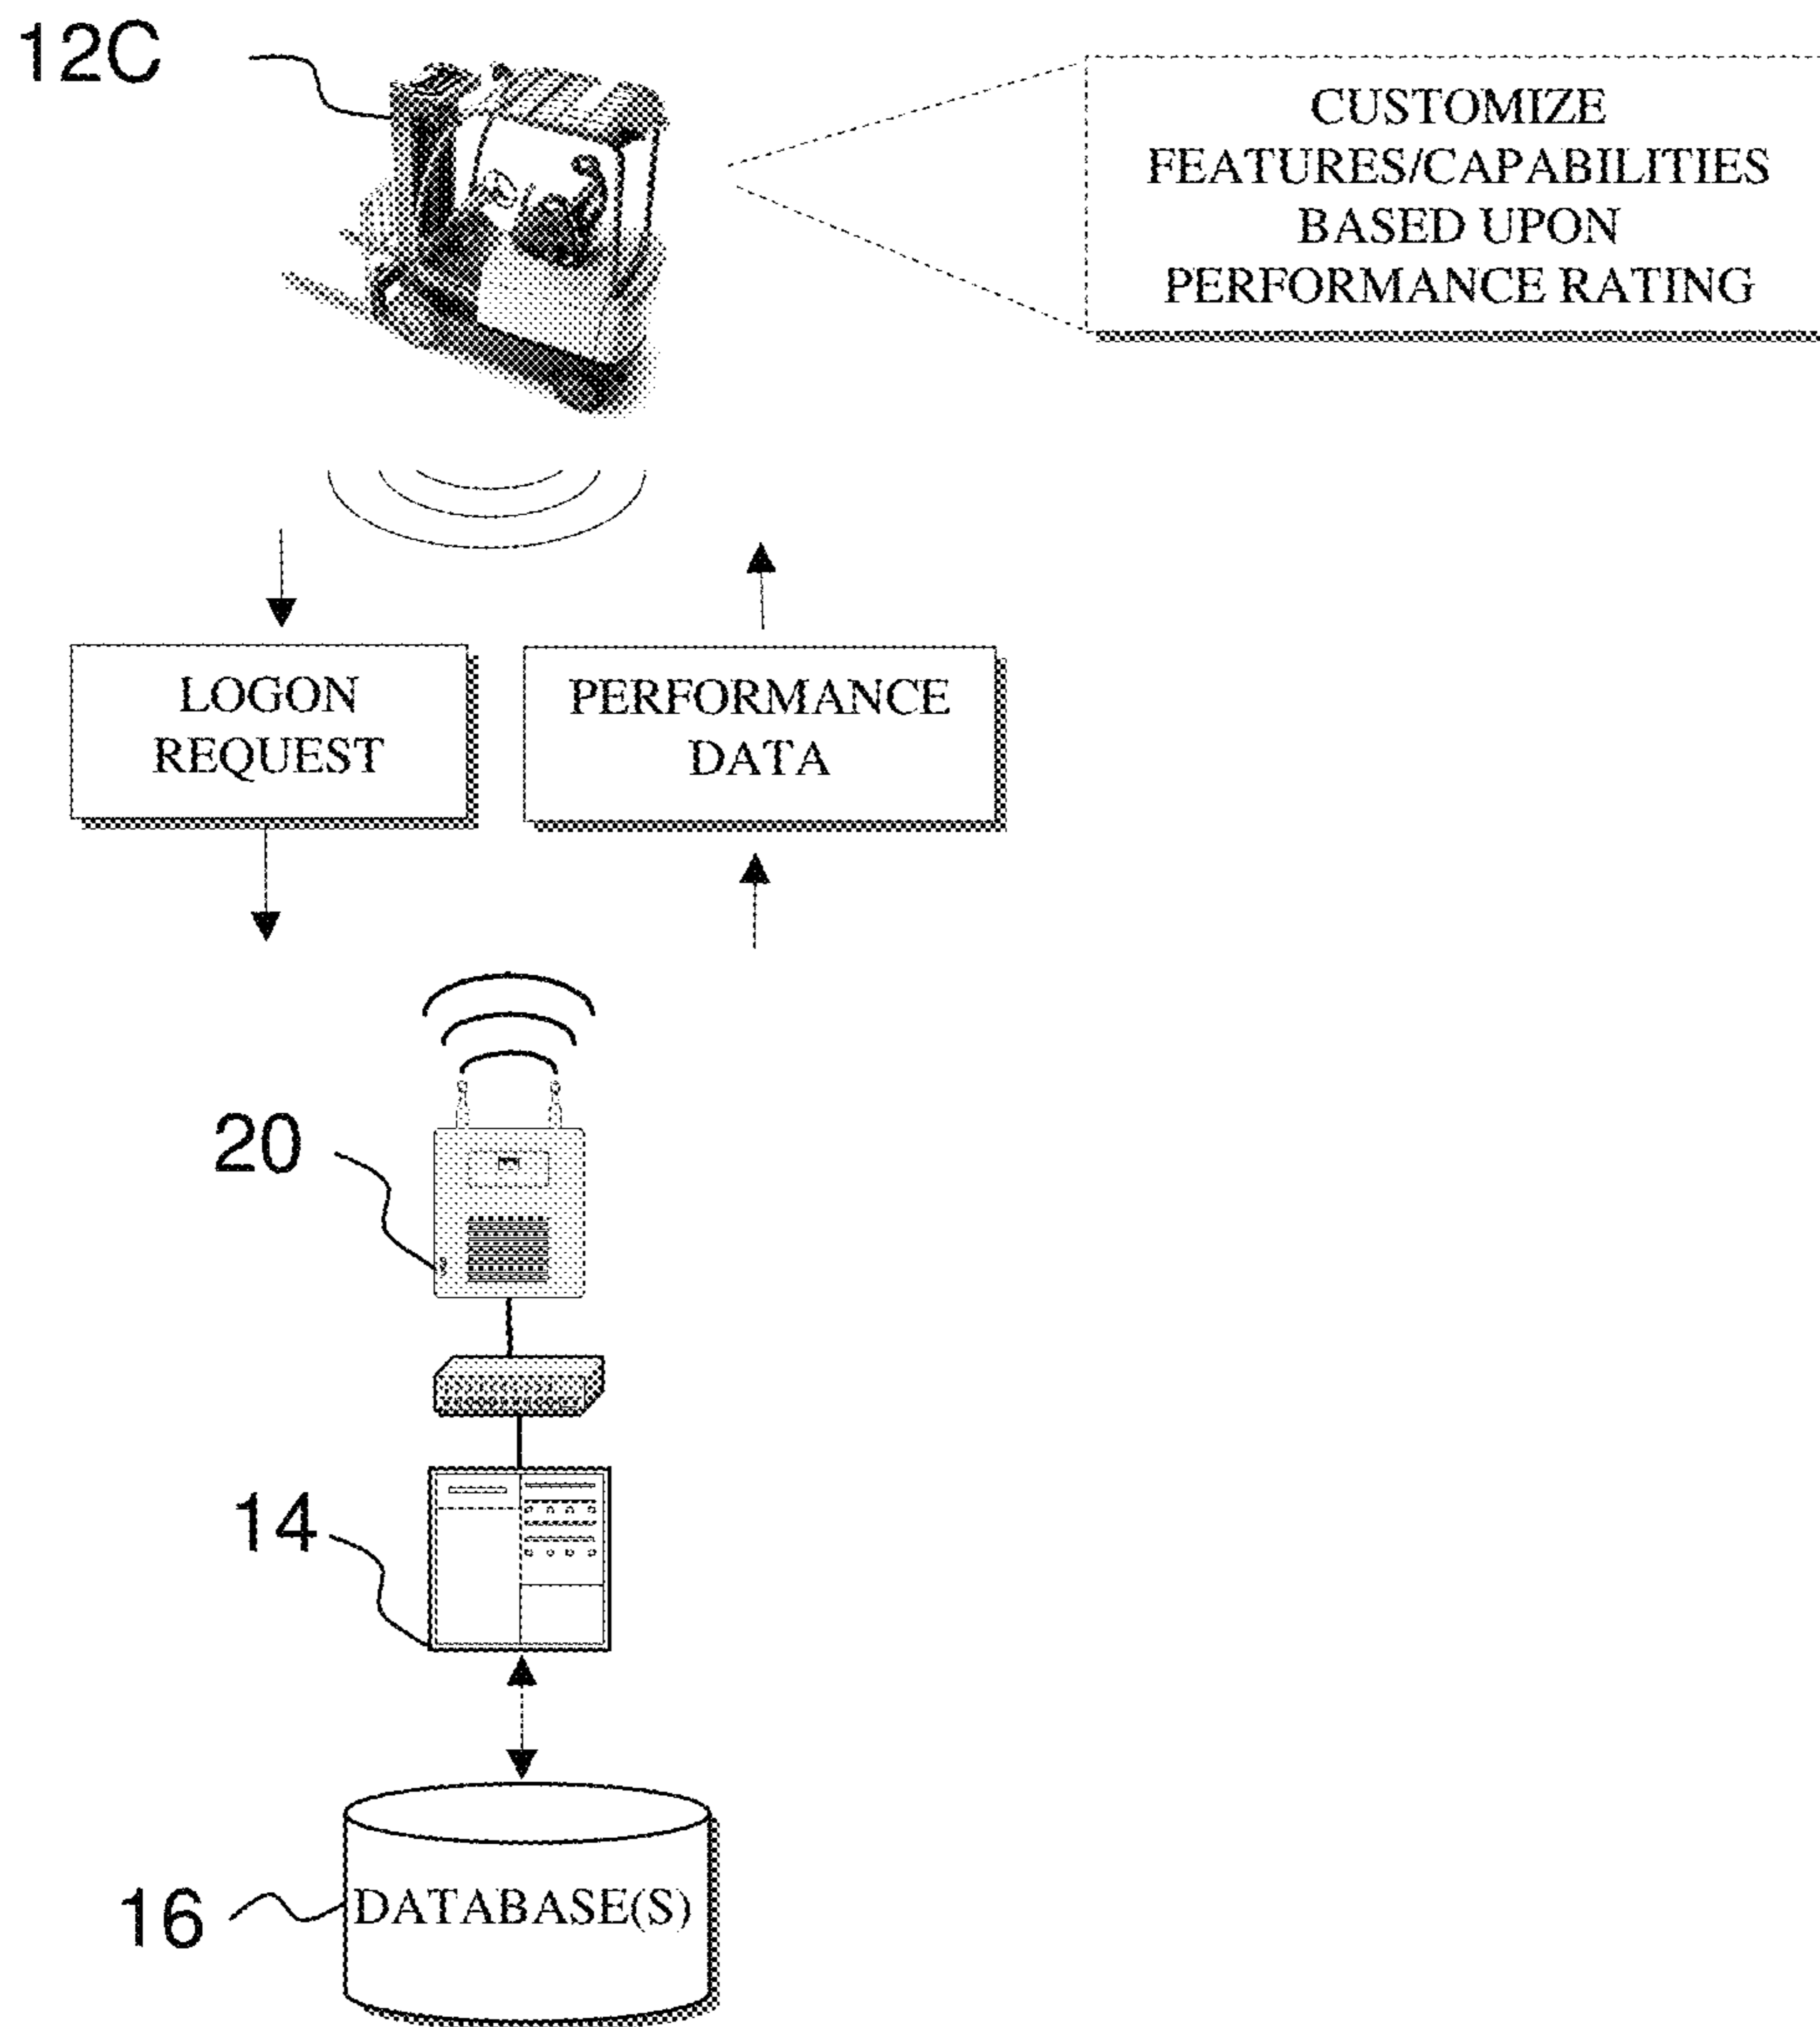 12C
CUSTOMIZE
FEATURES/CAPABILITIES
BASED UPON
PERFORMANCE RATING
LOGON
REQUEST
PERFORMANCE
DATA
20
14
16
DATABASE(S)